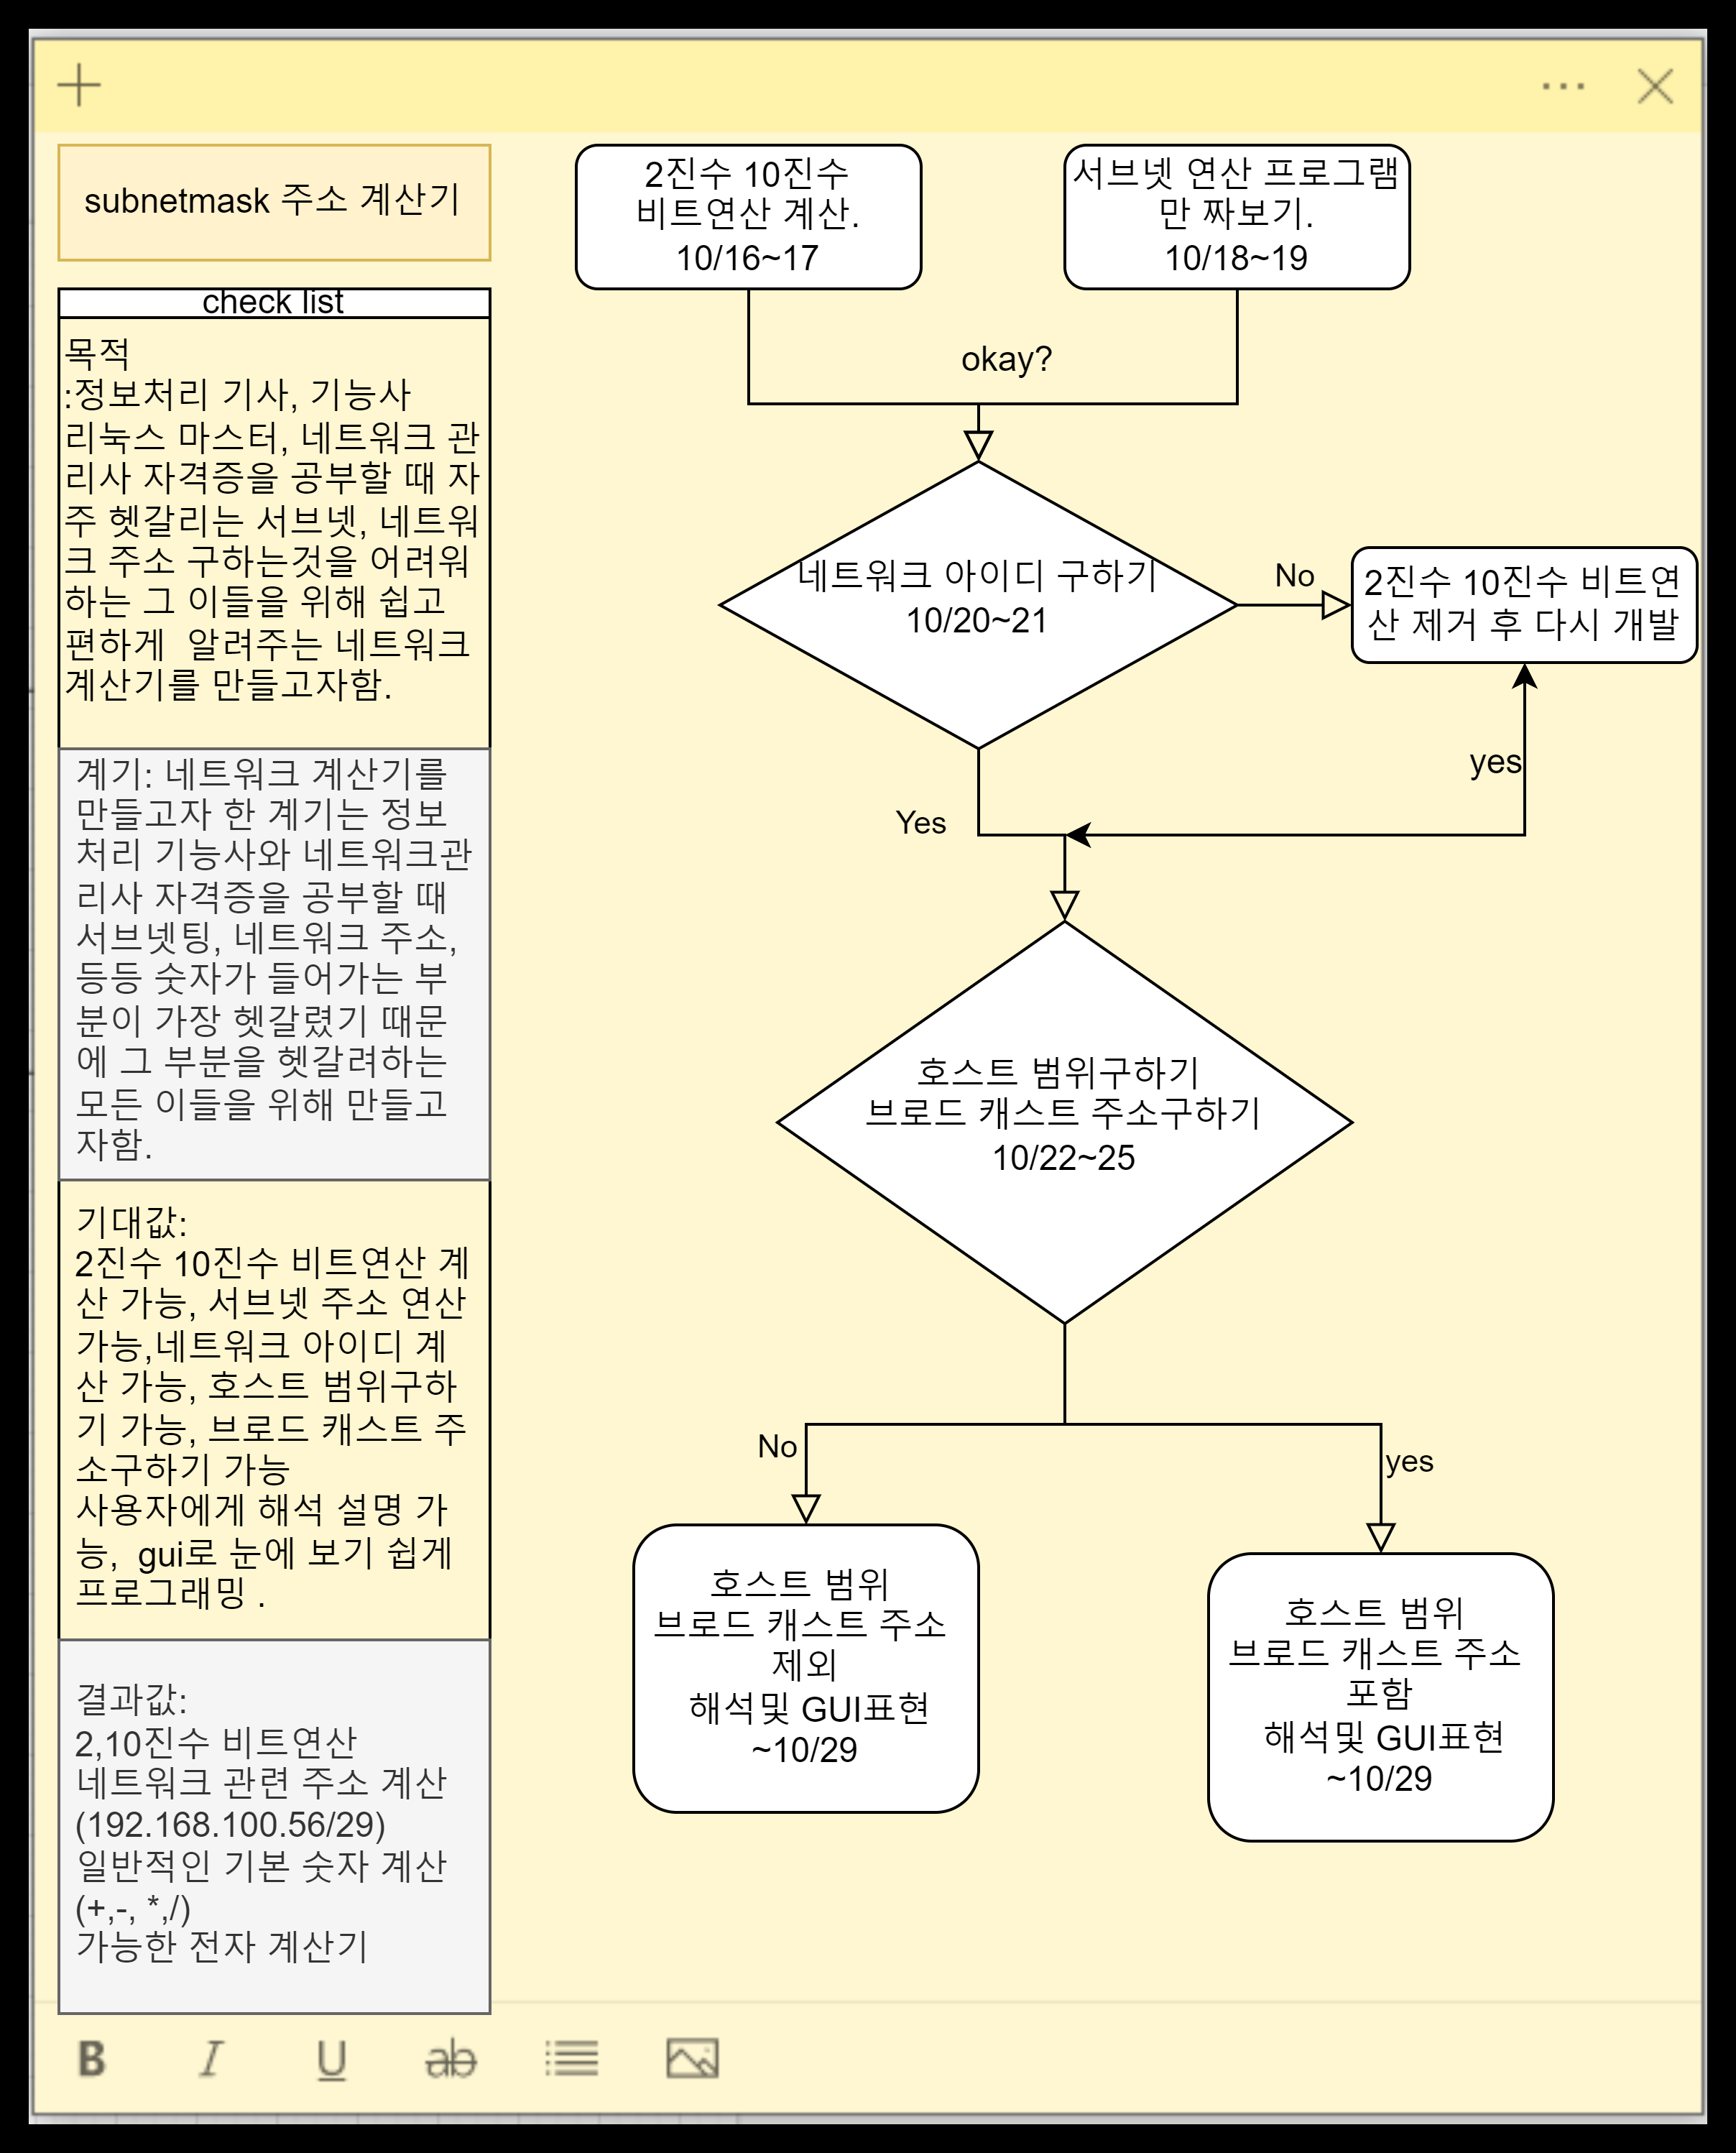 subnetmask 주소 계산기
check list
목적
:정보처리 기사, 기능사
리눅스 마스터, 네트워크 관
리사 자격증을 공부할 때 자
주 헷갈리는 서브넷, 네트워
크 주소 구하는것을 어려워
하는 그 이들을 위해 쉽고
편하게  알려주는 네트워크
계산기를 만들고자함.
계기: 네트워크 계산기를
만들고자 한 계기는 정보
처리 기능사와 네트워크관
리사 자격증을 공부할 때
서브넷팅, 네트워크 주소,
등등 숫자가 들어가는 부
분이 가장 헷갈렸기 때문
에 그 부분을 헷갈려하는
모든 이들을 위해 만들고
자함.
기대값:
2진수 10진수 비트연산 계
산 가능, 서브넷 주소 연산
가능,네트워크 아이디 계
산 가능, 호스트 범위구하
기 가능, 브로드 캐스트 주
소구하기 가능
사용자에게 해석 설명 가
능,  gui로 눈에 보기 쉽게
프로그래밍 .
결과값:
2,10진수 비트연산
네트워크 관련 주소 계산
(192.168.100.56/29)
일반적인 기본 숫자 계산
(+,-, *,/)
가능한 전자 계산기
2진수 10진수
비트연산 계산.
10/16~17
서브넷 연산 프로그램
만 짜보기.
10/18~19
okay?
네트워크 아이디 구하기
10/20~21
No
2진수 10진수 비트연
산 제거 후 다시 개발
yes
Yes
호스트 범위구하기
브로드 캐스트 주소구하기
10/22~25
No
yes
호스트 범위
브로드 캐스트 주소
제외
해석및 GUI표현
~10/29
호스트 범위
브로드 캐스트 주소
포함
해석및 GUI표현
~10/29
B I U ab